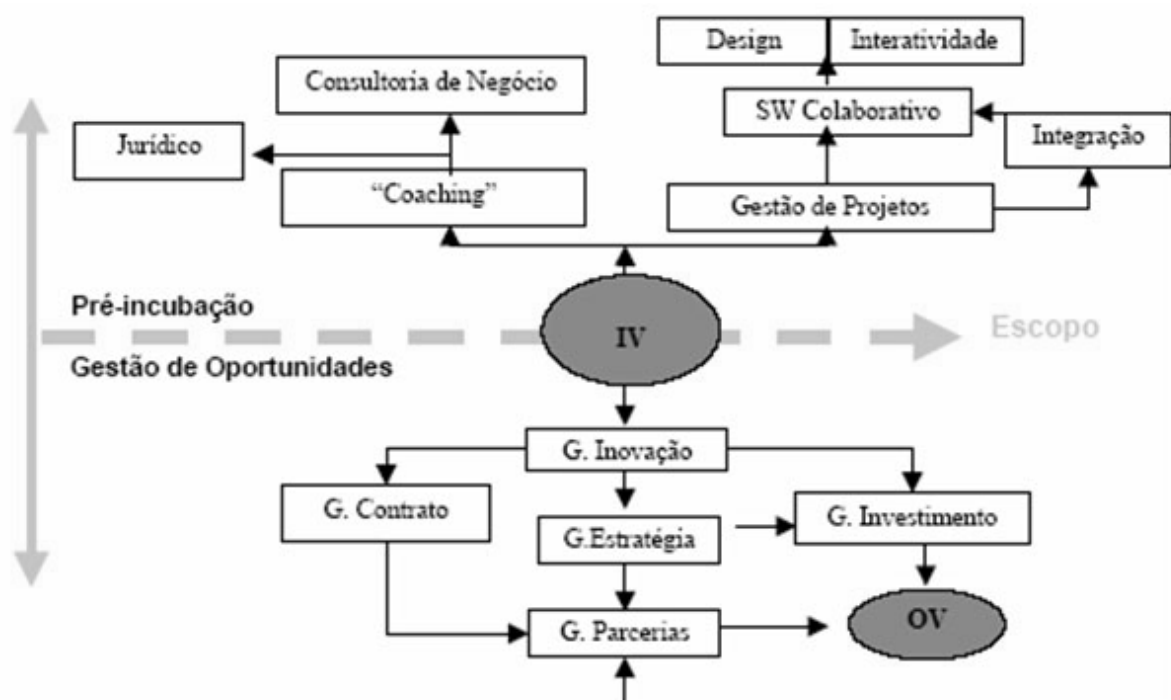 Design
Interatividade
Consultoria de Negócio
SW Colaborativo
Jurídico
Integração
“Coaching”
Gestão de Projetos
Pré-incubação
IV
Escopo
Gestão de Oportunidades
G. Inovação
G. Contrato
G.Estratégia
G. Investimento
G. Parcerias
OV